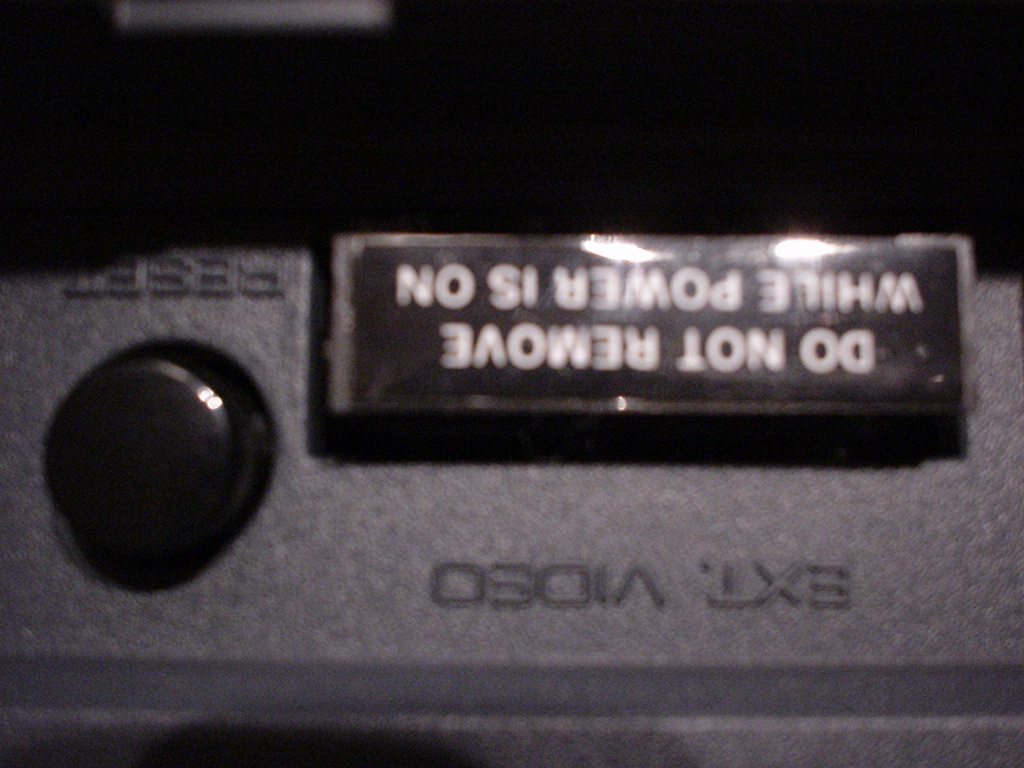 EXT. VIDEO
DO NOT REMOVE
WHILE POWER IS ON
RESET